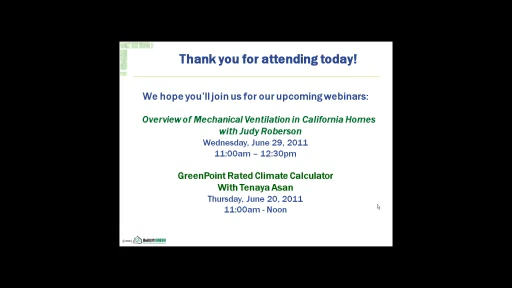 Thank you for attending today!
We hope you'll join us for our upcoming webinars:
Overview of Mechanical Ventilation in California Homes
with Judy Roberson
Wednesday, June 29, 2011
11:00am – 12:30pm
GreenPoint Rated Climate Calculator
With Tenaya Asan
Thursday, June 20, 2011
11:00am - Noon